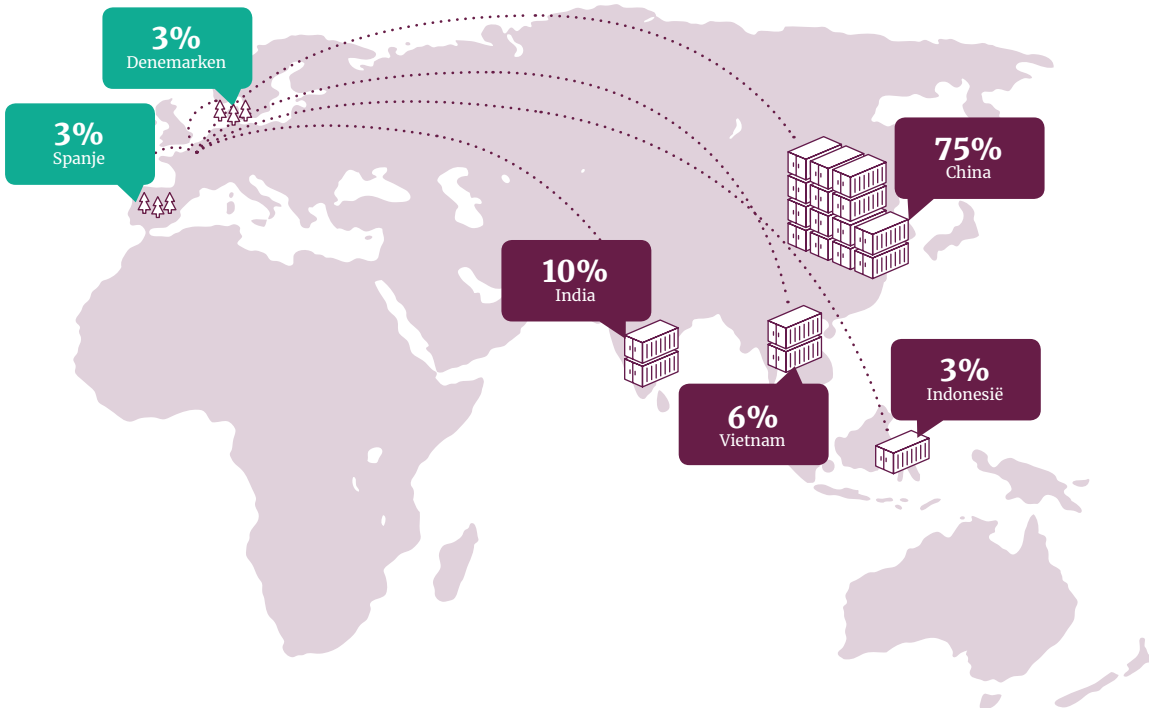 3%
Denemarken
3%
Spanje
75%
China
10%
India
3%
Indonesië
6%
Vietnam